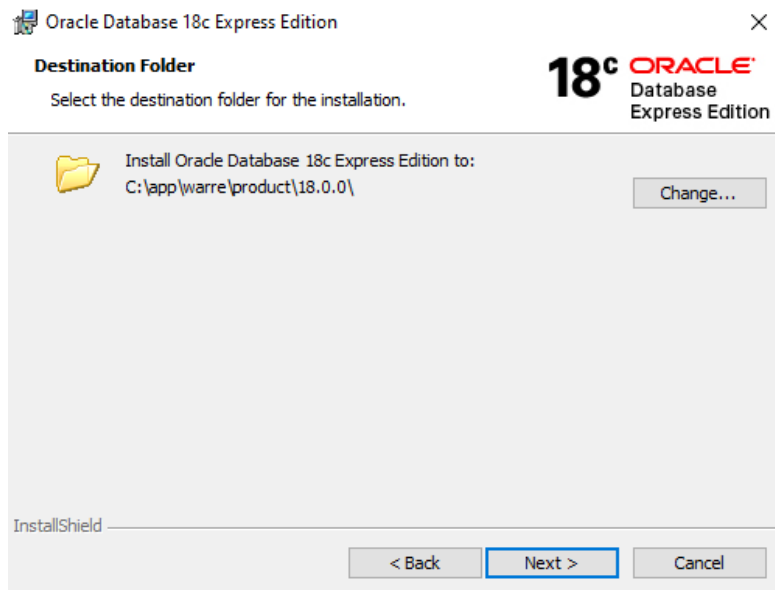 Oracle Database 18c Express Edition
Destination Folder
Select the destination folder for the installation.
18c ORACLE
Database
Express Edition
Install Oracle Database 18c Express Edition to:
C:\app\warre\product\18.0.0\
Change...
InstallShield
< Back
Next >
Cancel